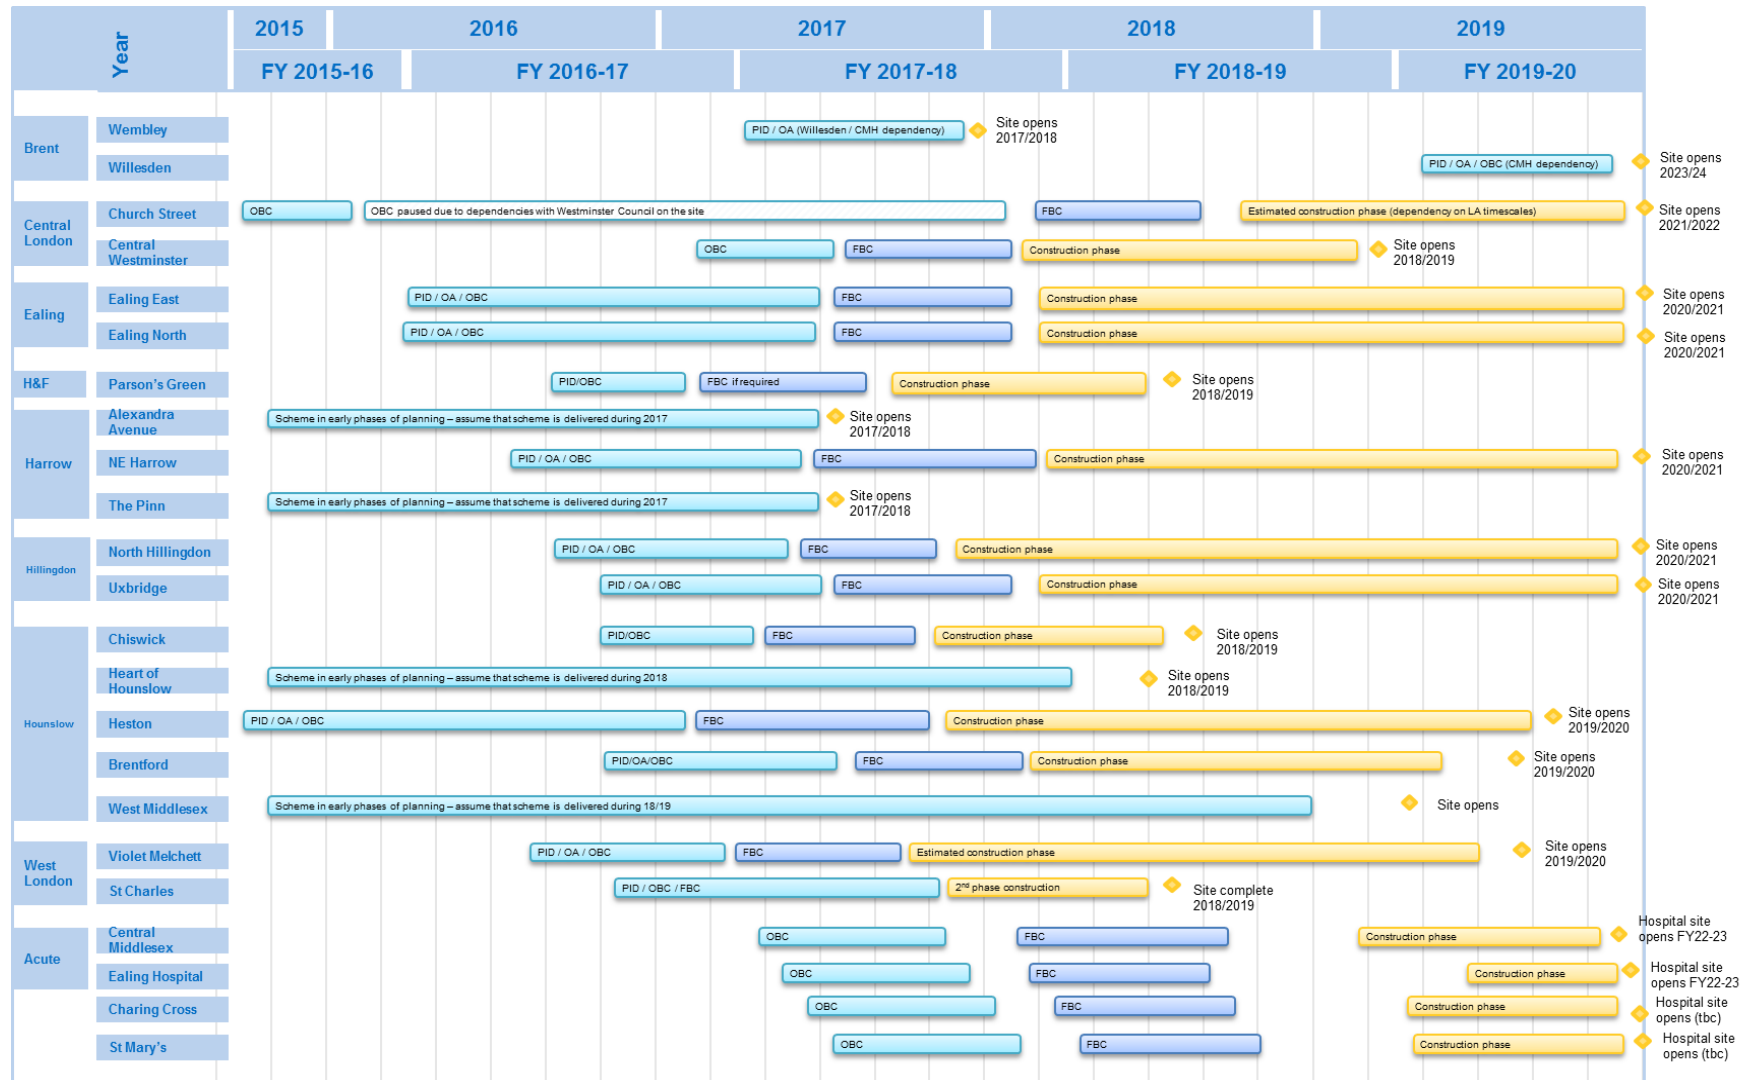 Year
2015
2016
2017
2018
2019
FY 2015-16
FY 2016-17
FY 2017-18
FY 2018-19
FY 2019-20
Brent
Wembley
PID / OA (Willesden / CMH dependency)
Site opens
2017/2018
Willesden
PID / OA / OBC (CMH dependency)
Site opens
2023/24
Central
London
Church Street
OBC
OBC paused due to dependencies with Westminster Council on the site
FBC
Estimated construction phase (dependency on LA timescales)
Site opens
2021/2022
Central
Westminster
OBC
FBC
Construction phase
Site opens
2018/2019
Ealing
Ealing East
PID / OA / OBC
FBC
Construction phase
Site opens
2020/2021
Ealing North
PID / OA / OBC
FBC
Construction phase
Site opens
2020/2021
H&F
Parson's Green
PID/OBC
FBC if required
Construction phase
Site opens
2018/2019
Harrow
Alexandra
Avenue
Scheme in early phases of planning – assume that scheme is delivered during 2017
Site opens
2017/2018
NE Harrow
PID / OA / OBC
FBC
Construction phase
Site opens
2020/2021
The Pinn
Scheme in early phases of planning – assume that scheme is delivered during 2017
Site opens
2017/2018
Hillingdon
North Hillingdon
PID / OA / OBC
FBC
Construction phase
Site opens
2020/2021
Uxbridge
PID / OA / OBC
FBC
Construction phase
Site opens
2020/2021
Hounslow
Chiswick
PID/OBC
FBC
Construction phase
Site opens
2018/2019
Heart of
Hounslow
Scheme in early phases of planning – assume that scheme is delivered during 2018
Site opens
2018/2019
Heston
PID / OA / OBC
FBC
Construction phase
Site opens
2019/2020
Brentford
PID/OA/OBC
FBC
Construction phase
Site opens
2019/2020
West Middlesex
Scheme in early phases of planning – assume that scheme is delivered during 18/19
Site opens
West
London
Violet Melchett
PID / OA / OBC
FBC
Estimated construction phase
Site opens
2019/2020
St Charles
PID / OBC / FBC
2nd phase construction
Site complete
2018/2019
Acute
Central
Middlesex
OBC
FBC
Construction phase
Hospital site
opens FY22-23
Ealing Hospital
OBC
FBC
Construction phase
Hospital site
opens FY22-23
Charing Cross
OBC
FBC
Construction phase
Hospital site
opens (tbc)
St Mary's
OBC
FBC
Construction phase
Hospital site
opens (tbc)